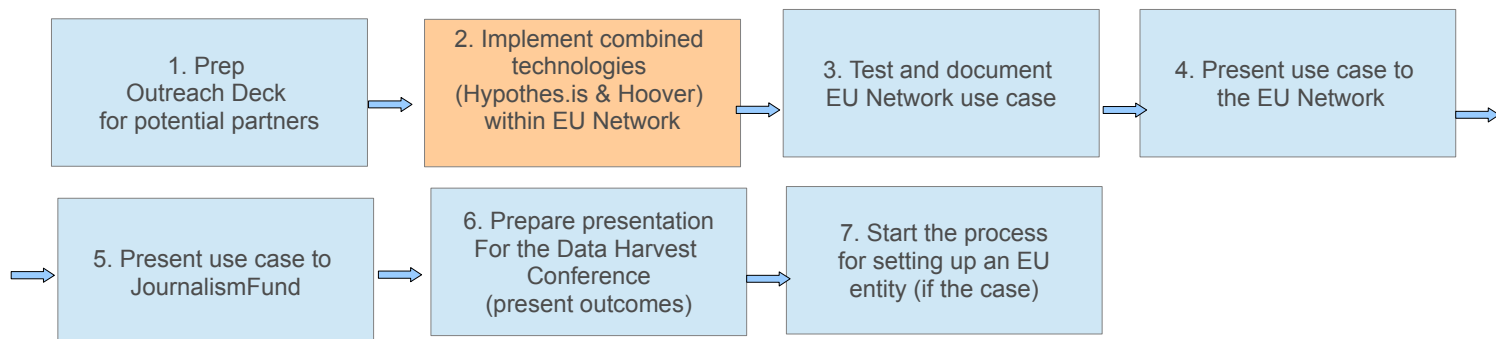 1. Prep
Outreach Deck
for potential partners
2. Implement combined
technologies
(Hypothes.is & Hoover)
within EU Network
3. Test and document
EU Network use case
4. Present use case to
the EU Network
5. Present use case to
JournalismFund
6. Prepare presentation
For the Data Harvest
Conference
(present outcomes)
7. Start the process
for setting up an EU
entity (if the case)